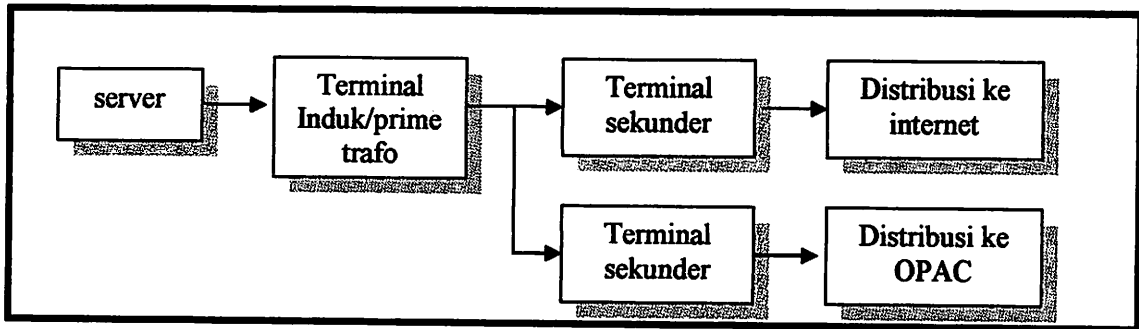 server
Terminal
Induk/prime
trafo
Terminal
sekunder
Distribusi ke
internet
Terminal
sekunder
Distribusi ke
OPAC